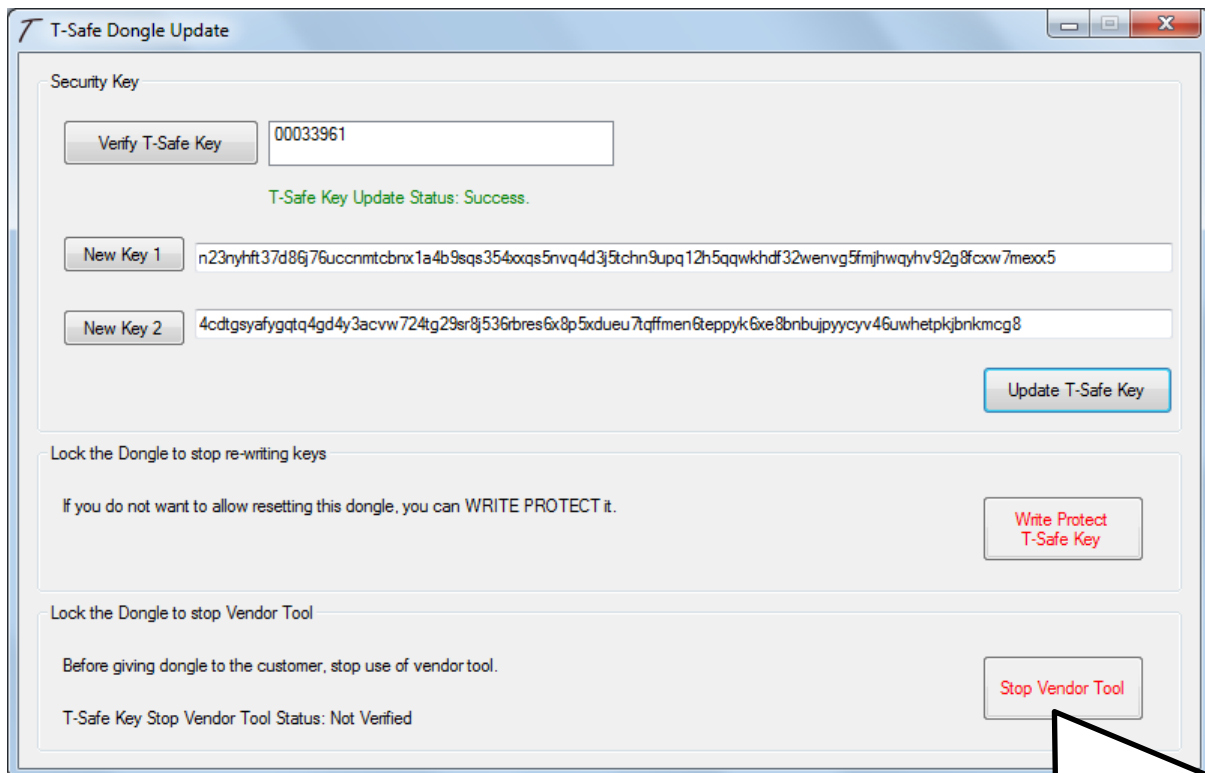 T-Safe Dongle Update
Security Key
Verify T-Safe Key
00033961
T-Safe Key Update Status: Success.
New Key 1
n23nyhft37d86j76uccnmtcbnx1a4b9sqs354xxqs5nvq4d3j5tchn9upq12h5qqwkhdf32wenvg5fmjhwqyhv92g8fcxw7mexx5
New Key 2
4cdtgsyafygqtq4gd4y3acvw724tg29sr8j536rbres6x8p5xdueu7tqffmen6teppyk6xe8bnbujpyycyv46uwhetpkjbnkmcg8
Update T-Safe Key
Lock the Dongle to stop re-writing keys
If you do not want to allow resetting this dongle, you can WRITE PROTECT it.
Write Protect
T-Safe Key
Lock the Dongle to stop Vendor Tool
Before giving dongle to the customer, stop use of vendor tool.
Stop Vendor Tool
T-Safe Key Stop Vendor Tool Status: Not Verified